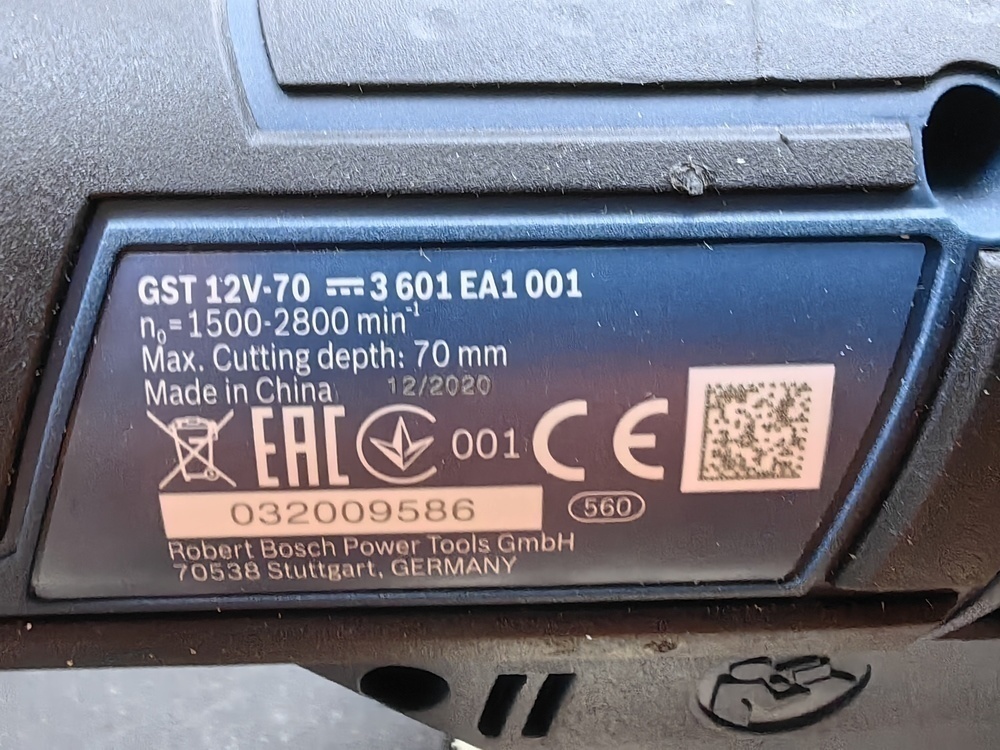 GST 12V-70 ⎓ 3 601 EA1 001
n₀=1500-2800 min⁻¹
Max. Cutting depth: 70 mm
Made in China 12/2020
EAC 001 CE
032009586 560
Robert Bosch Power Tools GmbH
70538 Stuttgart, GERMANY